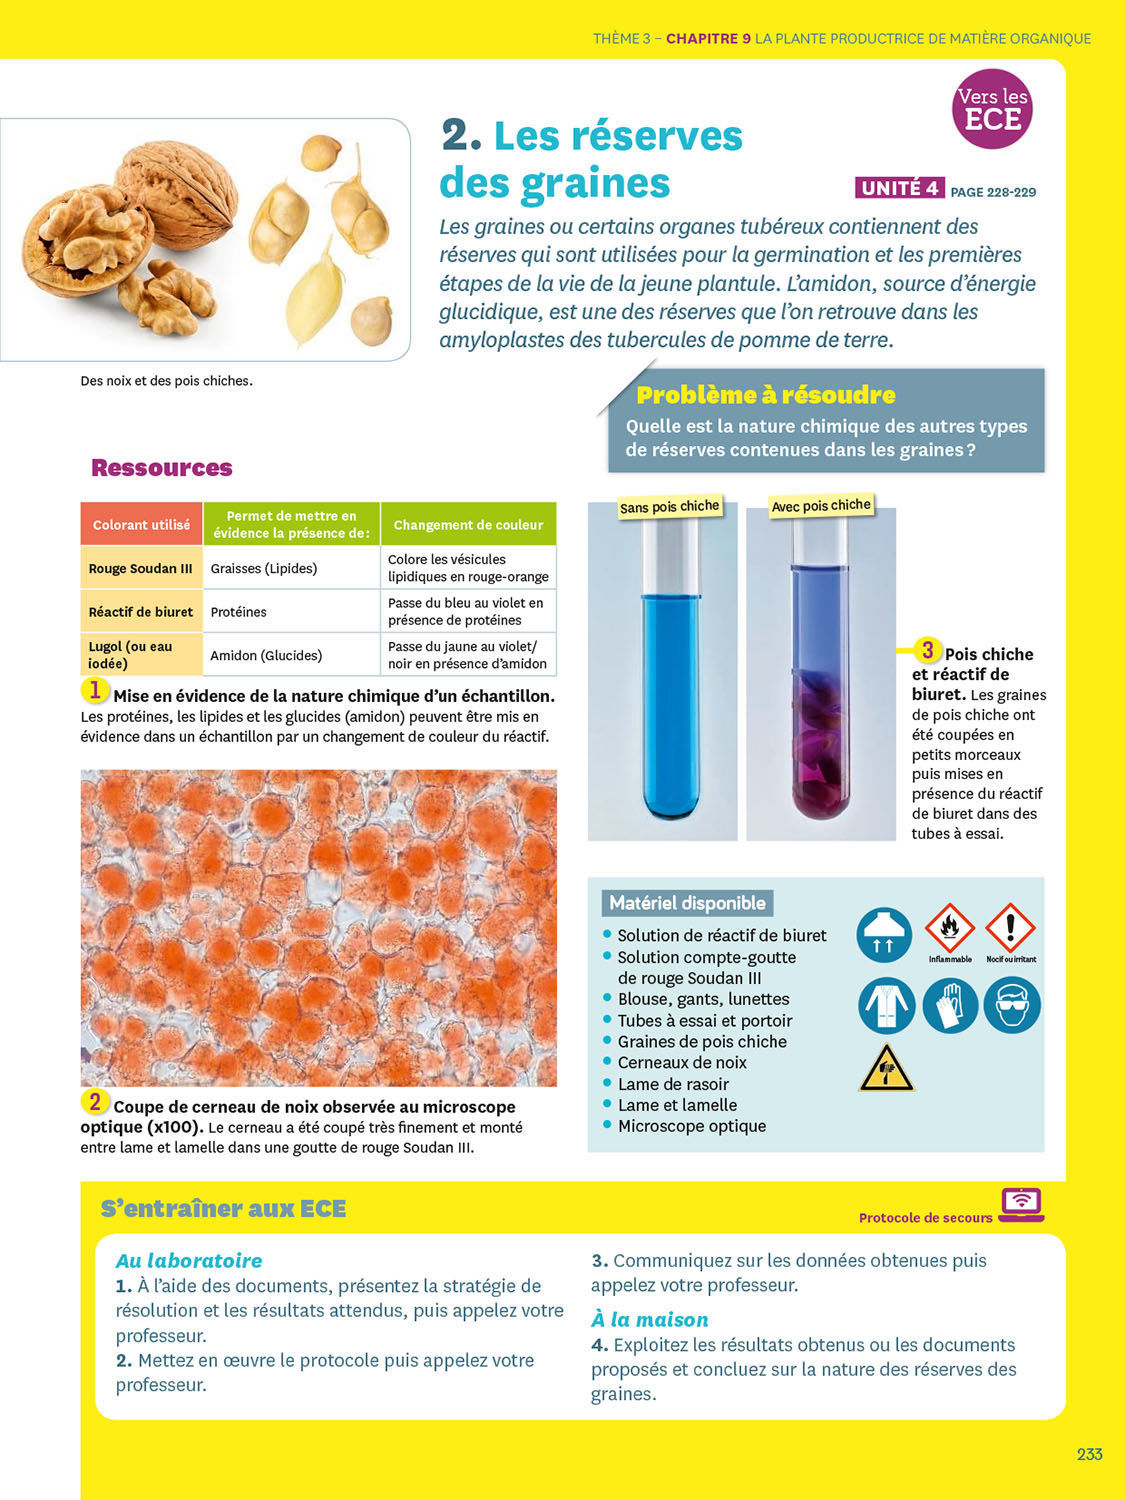 THÈME 3 – CHAPITRE 9 LA PLANTE PRODUCTRICE DE MATIÈRE ORGANIQUE
Vers les
ECE
2. Les réserves
des graines
UNITÉ 4 PAGE 228-229
Les graines ou certains organes tubéreux contiennent des
réserves qui sont utilisées pour la germination et les premières
étapes de la vie de la jeune plantule. L’amidon, source d’énergie
glucidique, est une des réserves que l’on retrouve dans les
amyloplastes des tubercules de pomme de terre.
Des noix et des pois chiches.
Problème à résoudre
Quelle est la nature chimique des autres types
de réserves contenues dans les graines ?
Ressources
Colorant utilisé
Permet de mettre en
évidence la présence de :
Changement de couleur
Rouge Soudan III
Graisses (Lipides)
Colore les vésicules
lipidiques en rouge-orange
Réactif de biuret
Protéines
Passe du bleu au violet en
présence de protéines
Lugol (ou eau
iodée)
Amidon (Glucides)
Passe du jaune au violet/
noir en présence d’amidon
1 Mise en évidence de la nature chimique d’un échantillon.
Les protéines, les lipides et les glucides (amidon) peuvent être mis en
évidence dans un échantillon par un changement de couleur du réactif.
2 Coupe de cerneau de noix observée au microscope
optique (x100). Le cerneau a été coupé très finement et monté
entre lame et lamelle dans une goutte de rouge Soudan III.
Sans pois chiche
Avec pois chiche
3 Pois chiche
et réactif de
biuret. Les graines
de pois chiche ont
été coupées en
petits morceaux
puis mises en
présence du réactif
de biuret dans des
tubes à essai.
Matériel disponible
• Solution de réactif de biuret
• Solution compte-goutte
de rouge Soudan III
• Blouse, gants, lunettes
• Tubes à essai et portoir
• Graines de pois chiche
• Cerneaux de noix
• Lame de rasoir
• Lame et lamelle
• Microscope optique
Inflammable
Nocif ou irritant
S’entraîner aux ECE
Protocole de secours
Au laboratoire
1. À l’aide des documents, présentez la stratégie de
résolution et les résultats attendus, puis appelez votre
professeur.
2. Mettez en œuvre le protocole puis appelez votre
professeur.
3. Communiquez sur les données obtenues puis
appelez votre professeur.
À la maison
4. Exploitez les résultats obtenus ou les documents
proposés et concluez sur la nature des réserves des
graines.
233